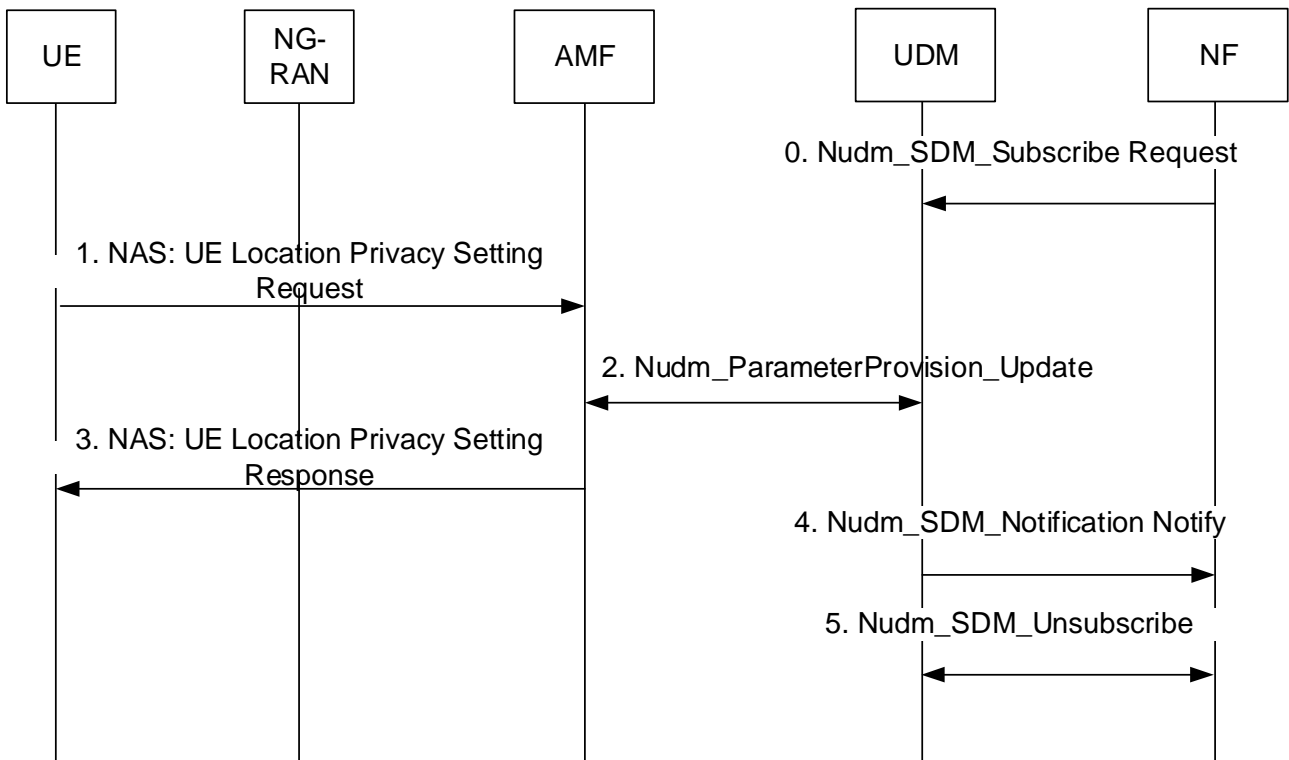 UE
NG-
RAN
AMF
UDM
NF
0. Nudm_SDM_Subscribe Request
1. NAS: UE Location Privacy Setting
Request
2. Nudm_ParameterProvision_Update
3. NAS: UE Location Privacy Setting
Response
4. Nudm_SDM_Notification Notify
5. Nudm_SDM_Unsubscribe